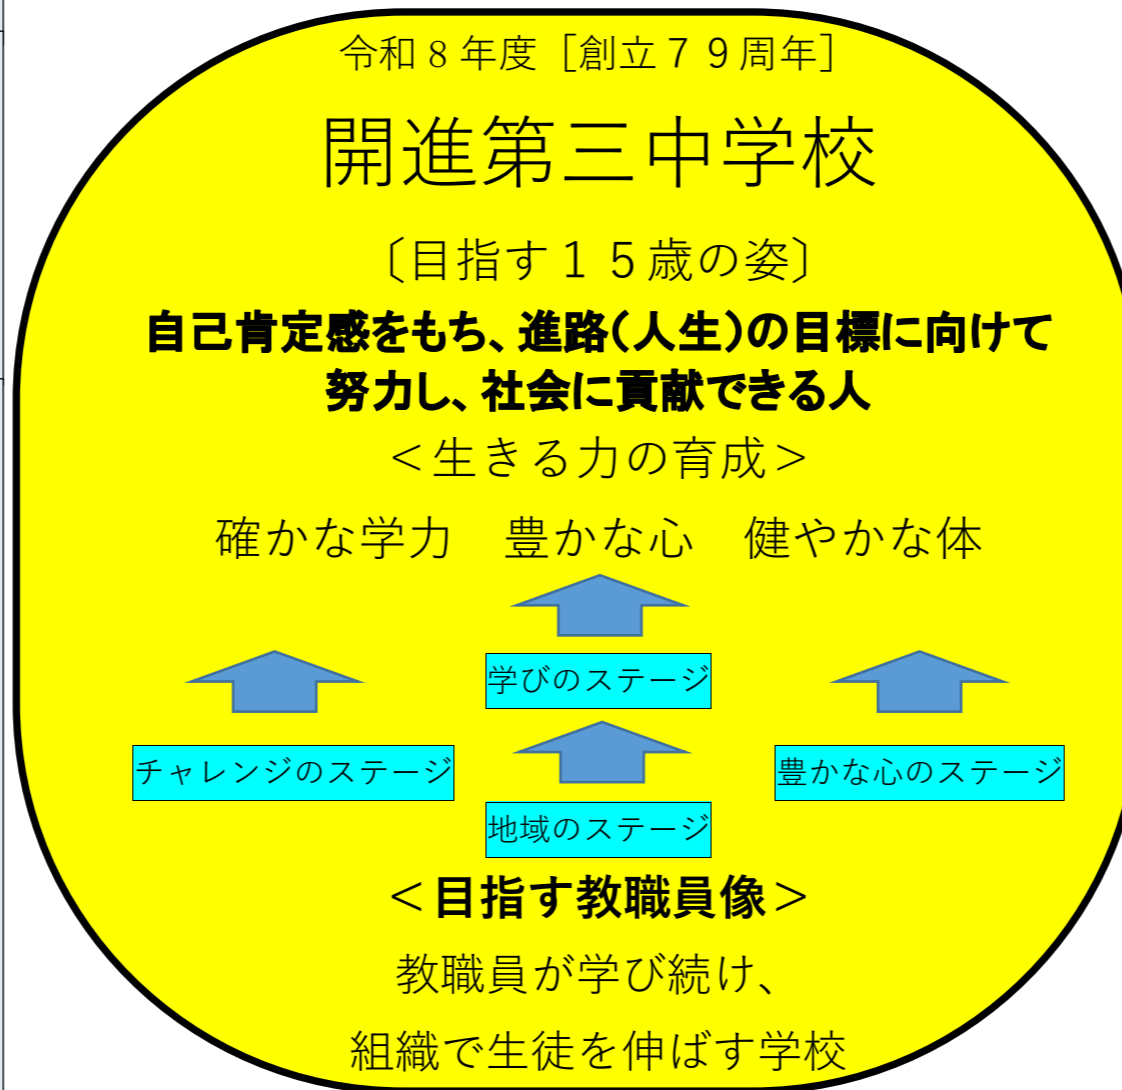 令和８年度［創立７９周年］
開進第三中学校
〔目指す１５歳の姿〕
自己肯定感をもち、進路（人生）の目標に向けて
努力し、社会に貢献できる人
＜生きる力の育成＞
確かな学力　豊かな心　健やかな体
学びのステージ
チャレンジのステージ
豊かな心のステージ
地域のステージ
＜目指す教職員像＞
教職員が学び続け、
組織で生徒を伸ばす学校